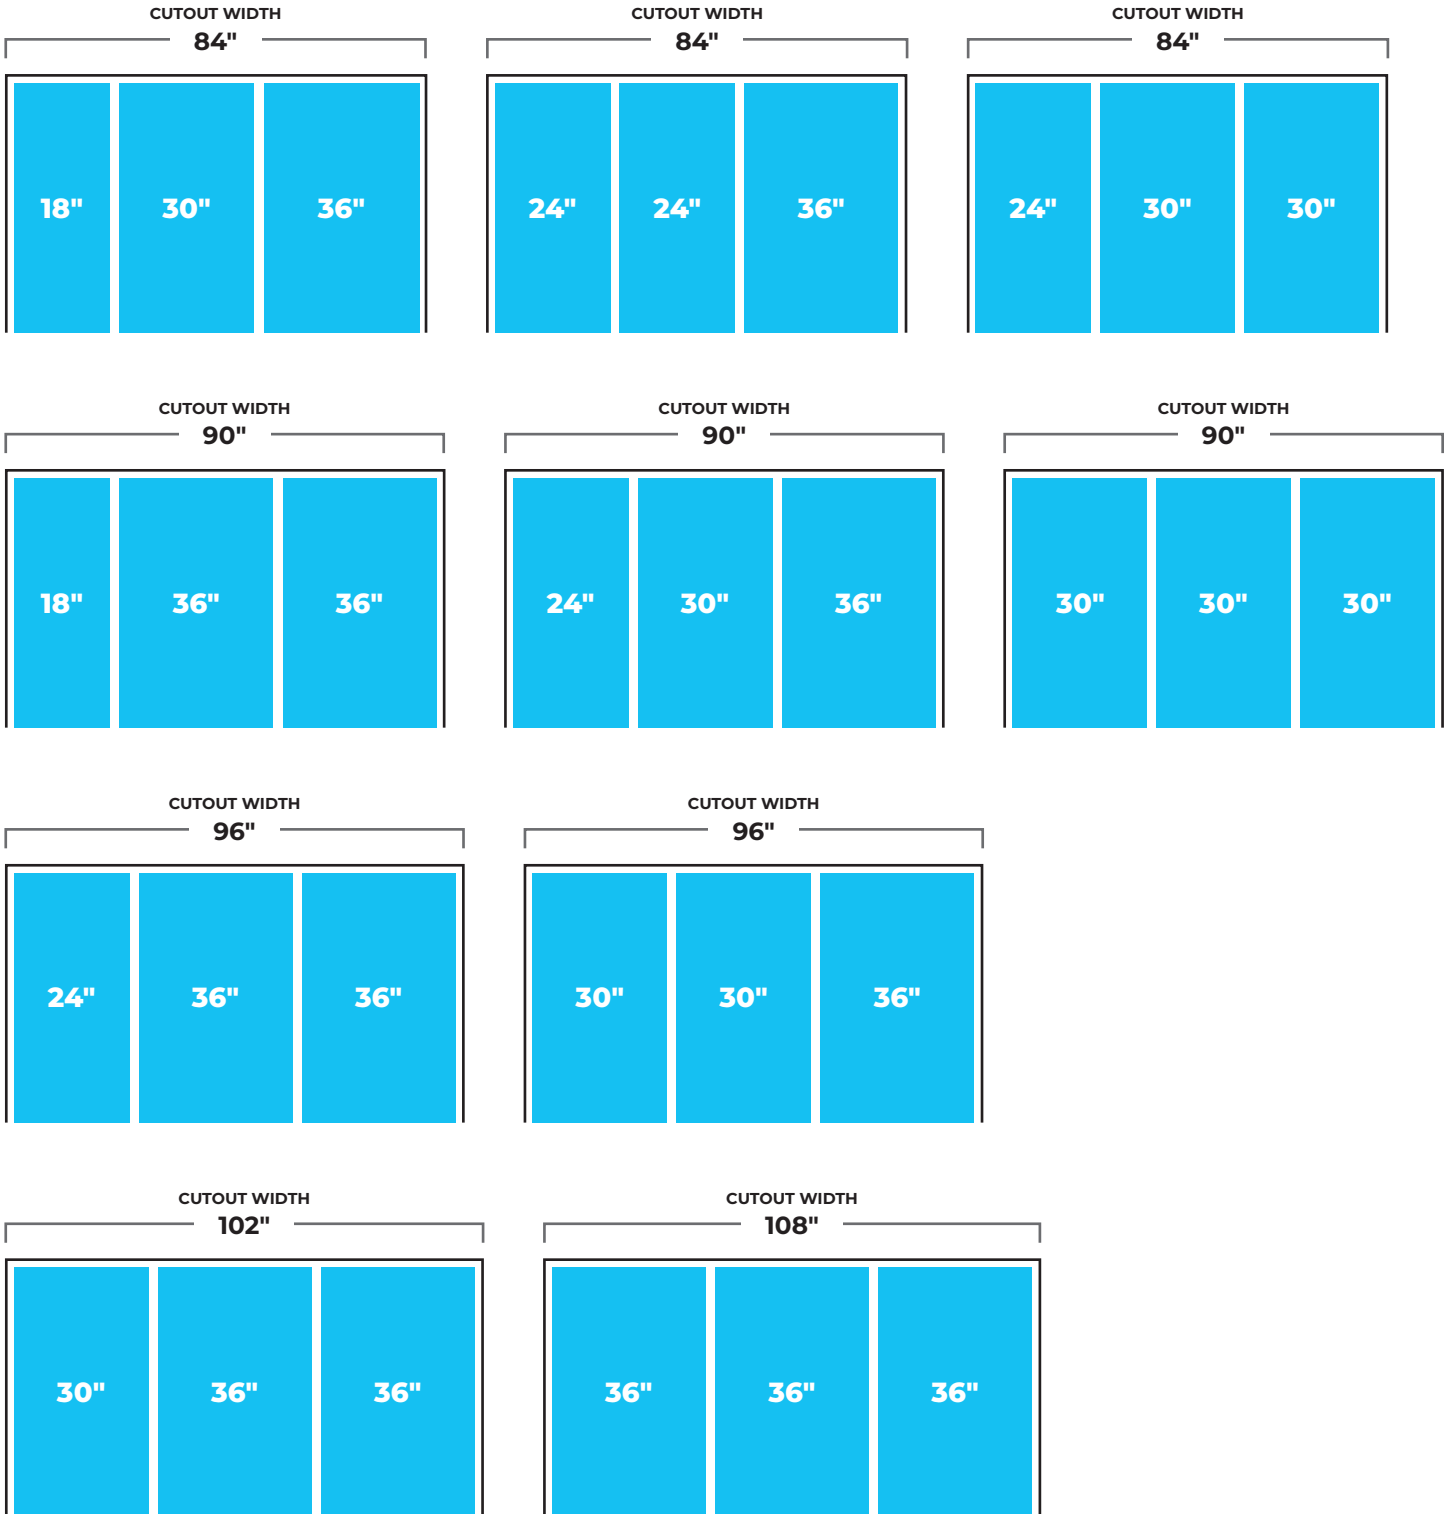 CUTOUT WIDTH
84"
18" 30" 36"
CUTOUT WIDTH
84"
24" 24" 36"
CUTOUT WIDTH
84"
24" 30" 30"
CUTOUT WIDTH
90"
18" 36" 36"
CUTOUT WIDTH
90"
24" 30" 36"
CUTOUT WIDTH
90"
30" 30" 30"
CUTOUT WIDTH
96"
24" 36" 36"
CUTOUT WIDTH
96"
30" 30" 36"
CUTOUT WIDTH
102"
30" 36" 36"
CUTOUT WIDTH
108"
36" 36" 36"